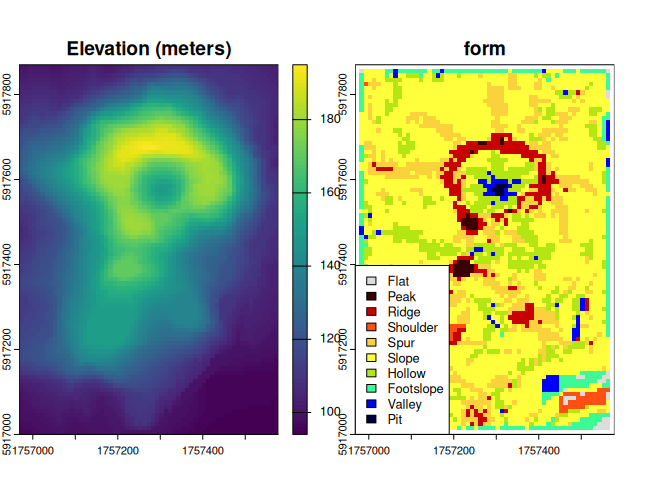 Elevation (meters)
form
5917800
5917600
5917400
5917200
5917000
180
160
140
120
100
1757000
1757200
1757400
5917800
5917600
5917400
5917200
5917000
Flat
Peak
Ridge
Shoulder
Spur
Slope
Hollow
Footslope
Valley
Pit
1757000
1757200
1757400